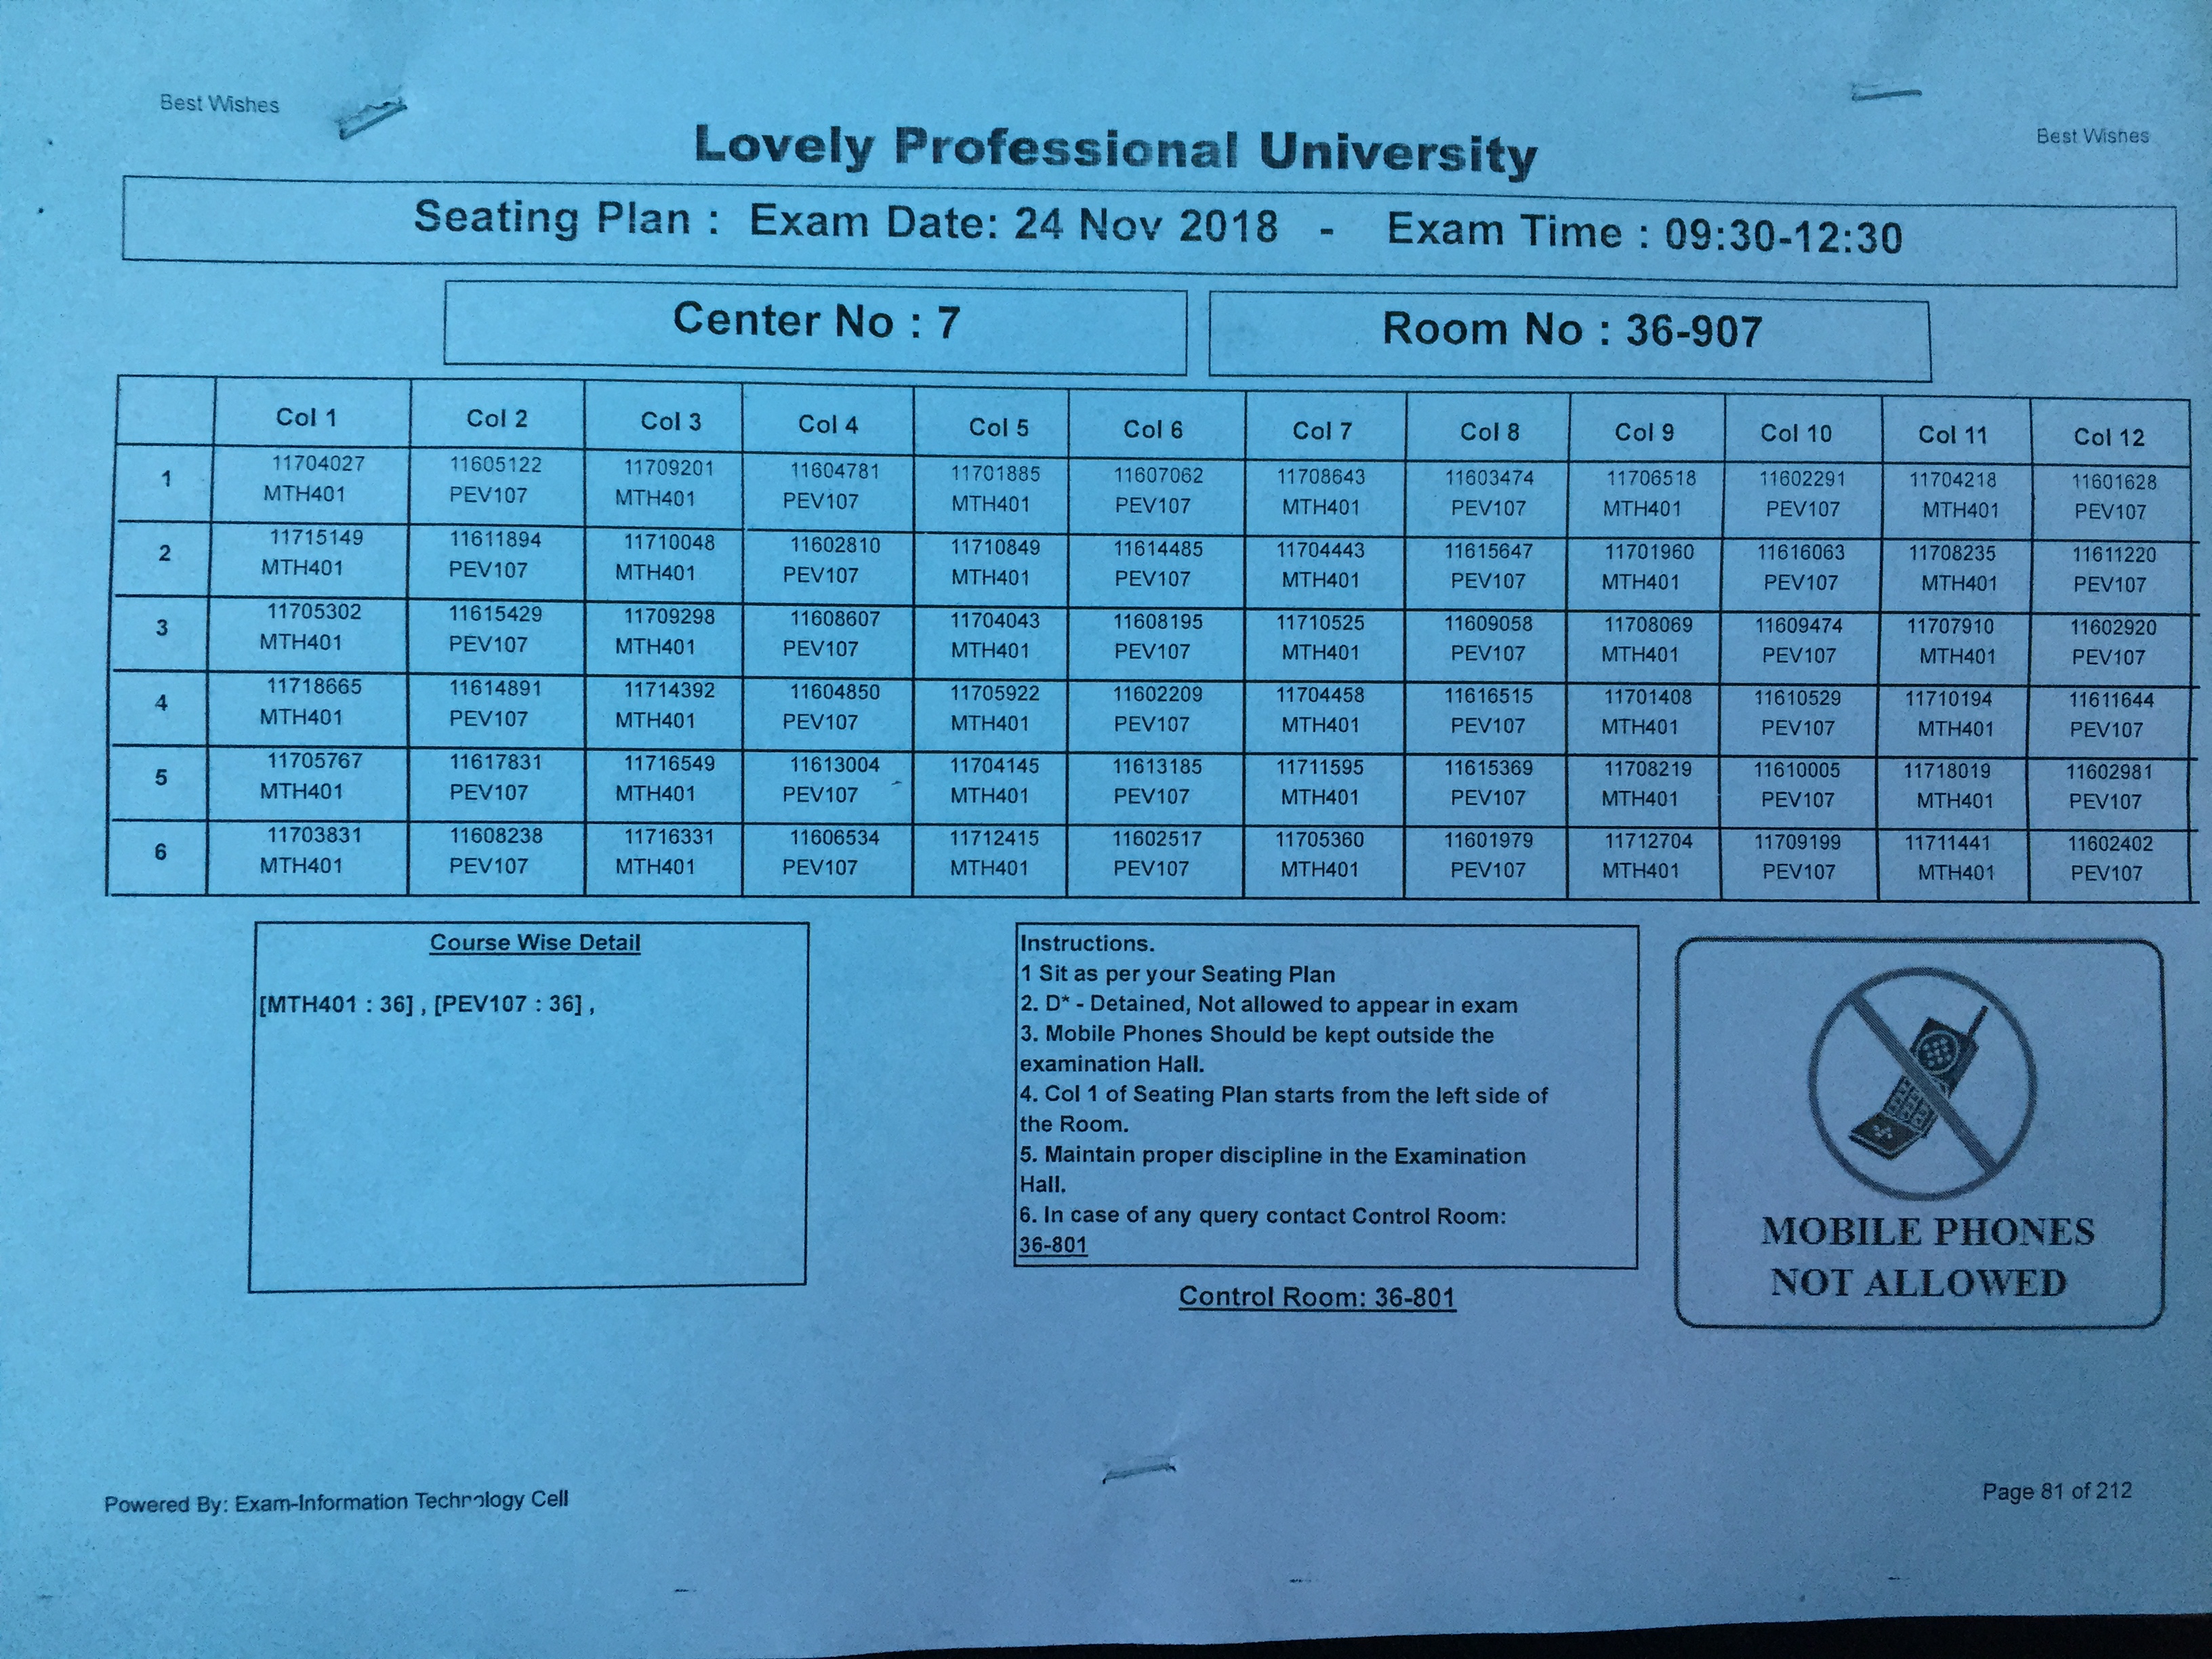 Best Wishes
Best Wishes
Lovely Professional University
Seating Plan : Exam Date: 24 Nov 2018 - Exam Time : 09:30-12:30
Center No : 7 Room No : 36-907
Col 1 Col 2 Col 3 Col 4 Col 5 Col 6 Col 7 Col 8 Col 9 Col 10 Col 11 Col 12
1 11704027 11605122 11709201 11604781 11701885 11607062 11708643 11603474 11706518 11602291 11704218 11601628
MTH401 PEV107 MTH401 PEV107 MTH401 PEV107 MTH401 PEV107 MTH401 PEV107 MTH401 PEV107
2 11715149 11611894 11710048 11602810 11710849 11614485 11704443 11615647 11701960 11616063 11708235 11611220
MTH401 PEV107 MTH401 PEV107 MTH401 PEV107 MTH401 PEV107 MTH401 PEV107 MTH401 PEV107
3 11705302 11615429 11709298 11608607 11704043 11608195 11710525 11609058 11708069 11609474 11707910 11602920
MTH401 PEV107 MTH401 PEV107 MTH401 PEV107 MTH401 PEV107 MTH401 PEV107 MTH401 PEV107
4 11718665 11614891 11714392 11604850 11705922 11602209 11704458 11616515 11701408 11610529 11710194 11611644
MTH401 PEV107 MTH401 PEV107 MTH401 PEV107 MTH401 PEV107 MTH401 PEV107 MTH401 PEV107
5 11705767 11617831 11716549 11613004 11704145 11613185 11711595 11615369 11708219 11610005 11718019 11602981
MTH401 PEV107 MTH401 PEV107 MTH401 PEV107 MTH401 PEV107 MTH401 PEV107 MTH401 PEV107
6 11703831 11608238 11716331 11606534 11712415 11602517 11705360 11601979 11712704 11709199 11711441 11602402
MTH401 PEV107 MTH401 PEV107 MTH401 PEV107 MTH401 PEV107 MTH401 PEV107 MTH401 PEV107
Course Wise Detail
[MTH401 : 36] , [PEV107 : 36] ,
Instructions.
1 Sit as per your Seating Plan
2. D* - Detained, Not allowed to appear in exam
3. Mobile Phones Should be kept outside the
examination Hall.
4. Col 1 of Seating Plan starts from the left side of
the Room.
5. Maintain proper discipline in the Examination
Hall.
6. In case of any query contact Control Room:
36-801
Control Room: 36-801
MOBILE PHONES
NOT ALLOWED
Powered By: Exam-Information Technology Cell
Page 81 of 212